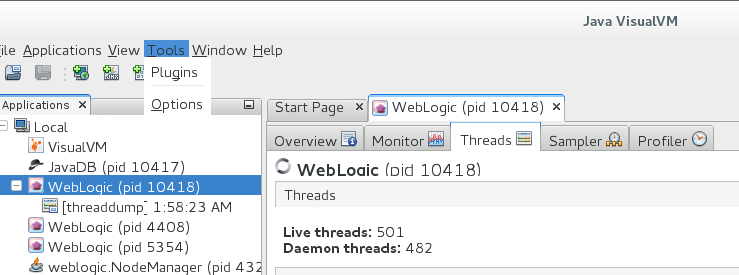 Java VisualVM
ile Applications View Tools Window Help
Plugins
Options
Applications
Start Page
WebLogic (pid 10418)
Local
VisualVM
JavaDB (pid 10417)
WebLogic (pid 10418)
[threaddump] 1:58:23 AM
WebLogic (pid 4408)
WebLogic (pid 5354)
weblogic.NodeManager (pid 432
Overview Monitor Threads Sampler Profiler
WebLogic (pid 10418)
Threads
Live threads: 501
Daemon threads: 482